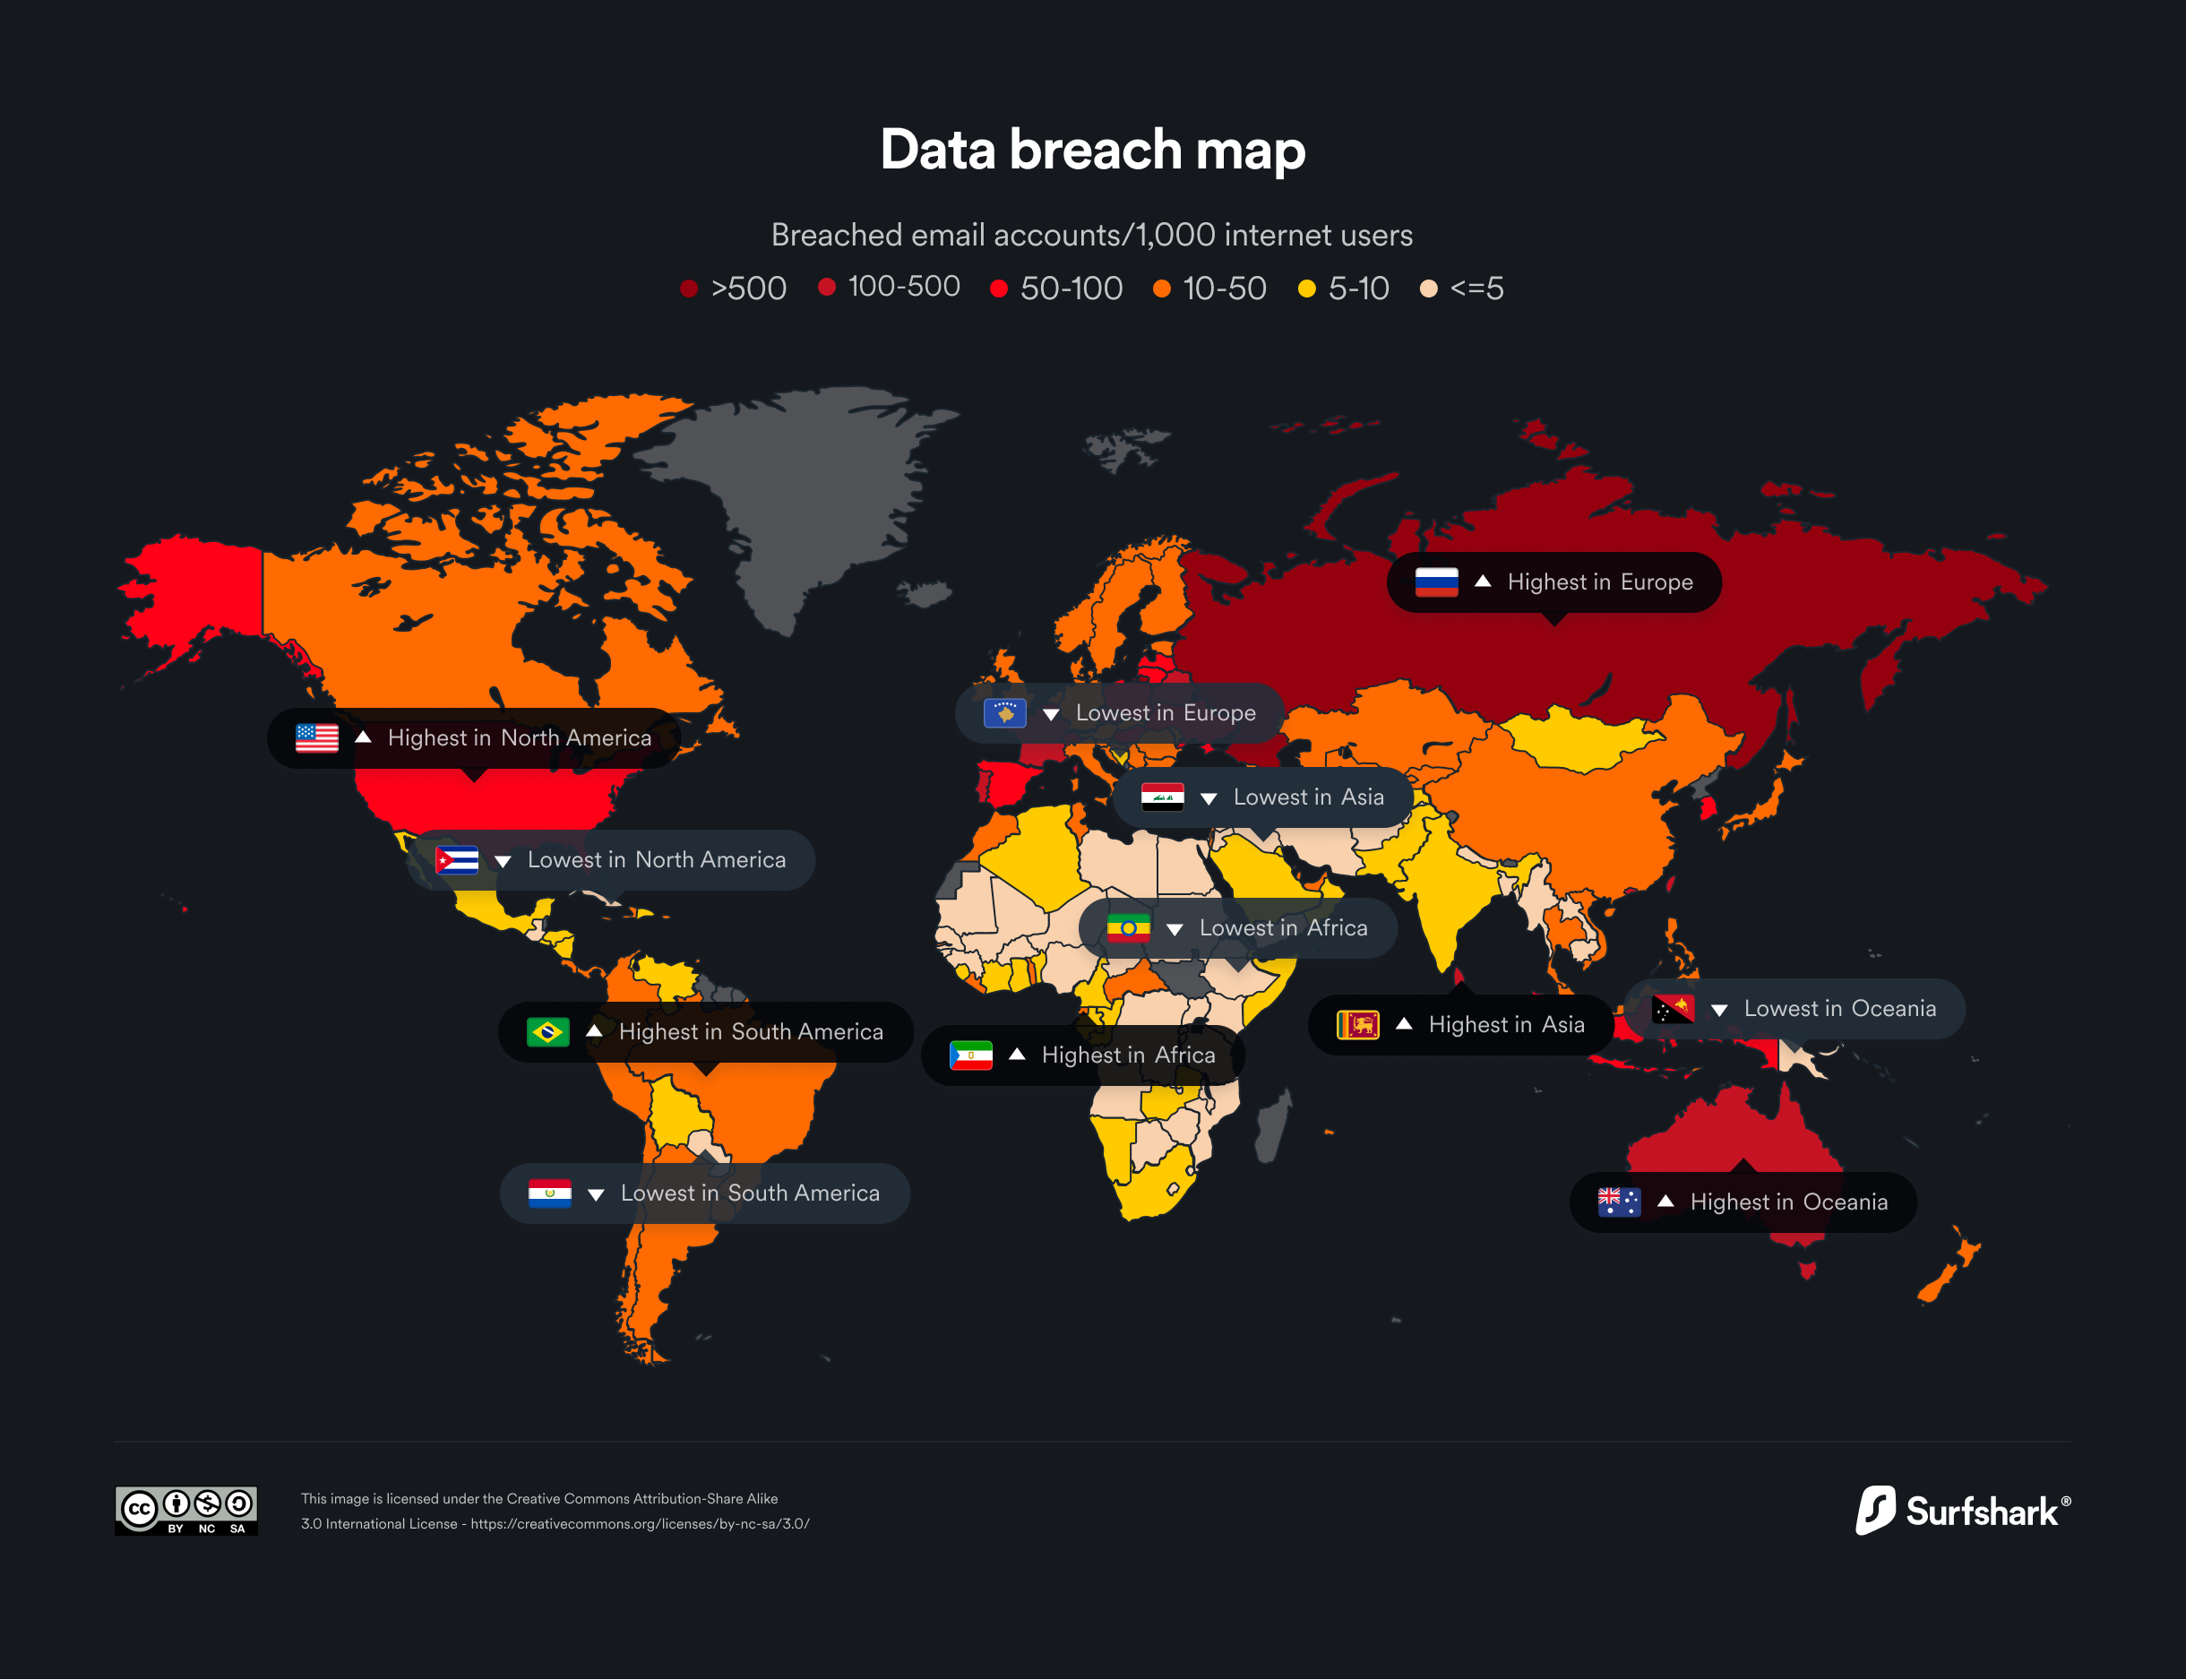 Data breach map
Breached email accounts/1,000 internet users
>500 100-500 50-100 10-50 5-10 <=5
Highest in Europe
Lowest in Europe
Highest in North America
Lowest in Asia
Lowest in North America
Lowest in Africa
Lowest in Oceania
Highest in Asia
Highest in South America
Highest in Africa
Lowest in South America
Highest in Oceania
cc BY NC SA
This image is licensed under the Creative Commons Attribution-Share Alike
3.0 International License - https://creativecommons.org/licenses/by-nc-sa/3.0/
Surfshark®